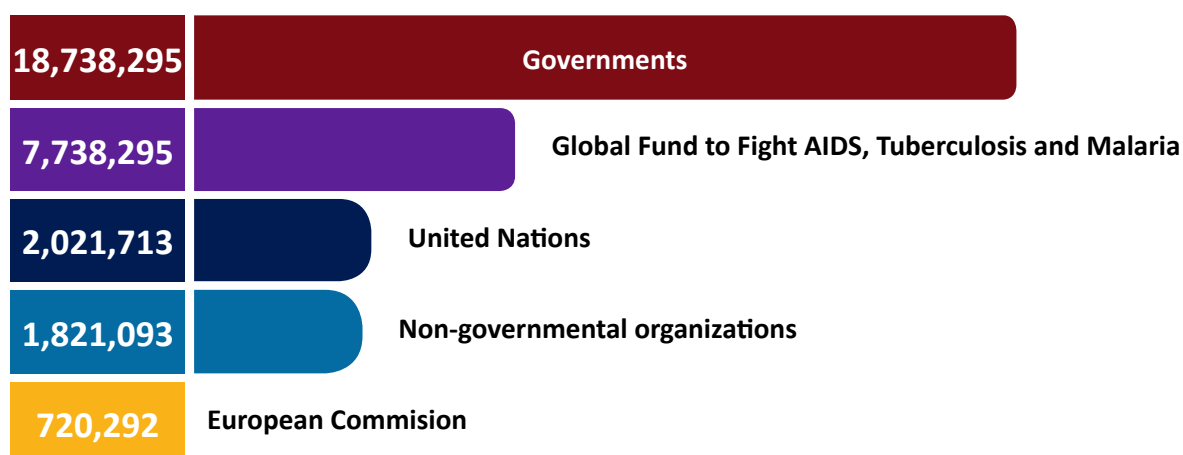 18,738,295 Governments
7,738,295 Global Fund to Fight AIDS, Tuberculosis and Malaria
2,021,713 United Nations
1,821,093 Non-governmental organizations
720,292 European Commision